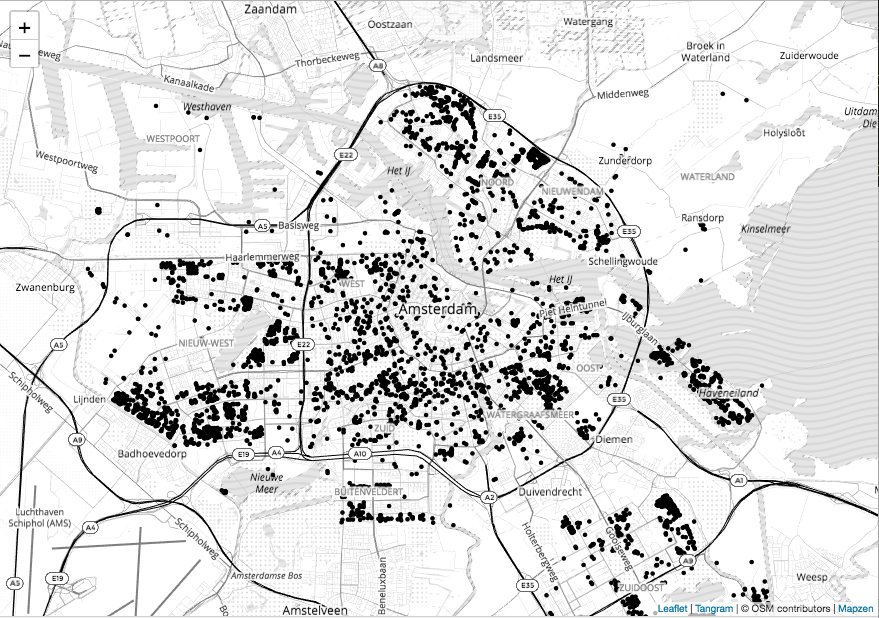 +
−
Zaandam
Oostzaan
Watergang
Broek in
Waterland
Zuiderwoude
Landsmeer
Thorbeckeweg
A8
Kanaalkade
Westhaven
Middenweg
Uitdam
Die
E35
Holysloot
WESTPOORT
Westpoortweg
E22
Zunderdorp
Het IJ
NOORD
NIEUWENDAM
WATERLAND
Ransdorp
Kinselmeer
A5
Basisweg
E35
Haarlemmerweg
Schellingwoude
Zwanenburg
WEST
Het IJ
Amsterdam
Piet Heintunnel
IJburglaan
A5
NIEUW-WEST
E22
Schipholweg
OOST
Lijnden
Haveneiland
E35
WATERGRAAFSMEER
ZUID
A9
Badhoevedorp
E19
A4
A10
Diemen
Nieuwe
Meer
BUITENVELDERT
A2
Duivendrecht
A1
Luchthaven
Schiphol (AMS)
A4
Schipholweg
Holterbergweg
Gooiseweg
A9
Amsterdamse Bos
Beneluxbaan
A5
E19
E35
ZUIDOOST
Weesp
Bo
Amstelveen
Leaflet | Tangram | © OSM contributors | Mapzen